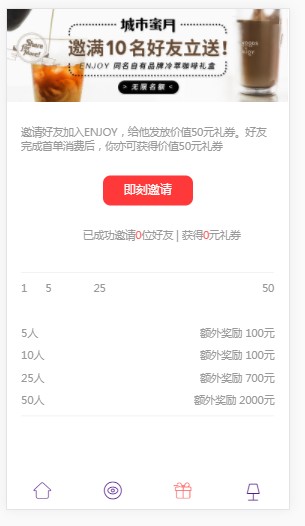 城市蜜月
邀满10名好友立送！
ENJOY 同名自有品牌冷萃咖啡礼盒
> 无限名额 <
邀请好友加入ENJOY，给他发放价值50元礼券。好友
完成首单消费后，你亦可获得价值50元礼券
即刻邀请
已成功邀请0位好友 | 获得0元礼券
1 5 25 50
5人 额外奖励 100元
10人 额外奖励 100元
25人 额外奖励 700元
50人 额外奖励 2000元